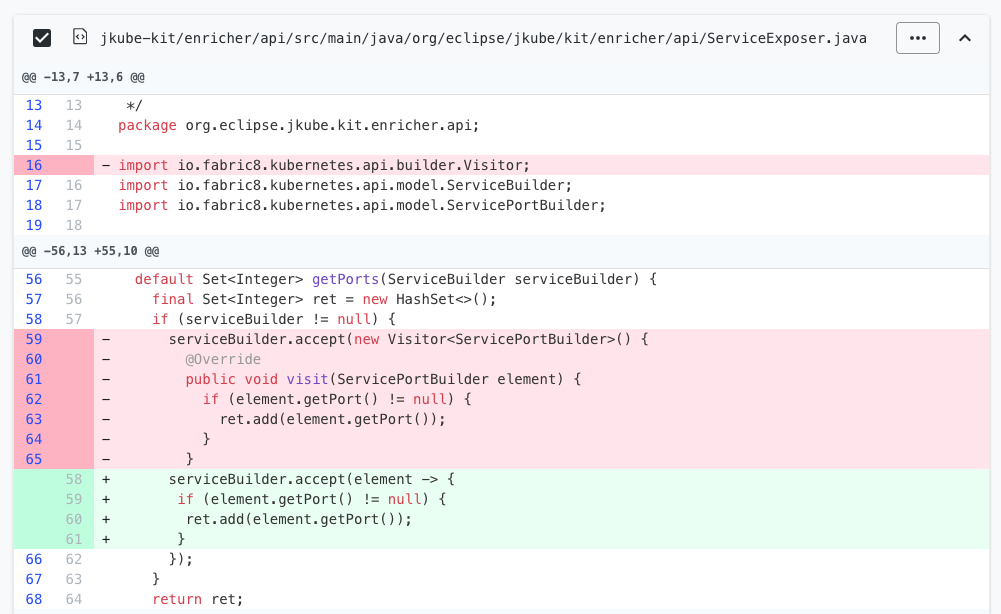 jkube-kit/enricher/api/src/main/java/org/eclipse/jkube/kit/enricher/api/ServiceExposer.java
@@ -13,7 +13,6 @@
13 13 */
14 14 package org.eclipse.jkube.kit.enricher.api;
15 15
16 - import io.fabric8.kubernetes.api.builder.Visitor;
17 16 import io.fabric8.kubernetes.api.model.ServiceBuilder;
18 17 import io.fabric8.kubernetes.api.model.ServicePortBuilder;
19 18
@@ -56,13 +55,10 @@
56 55 default Set<Integer> getPorts(ServiceBuilder serviceBuilder) {
57 56 final Set<Integer> ret = new HashSet<>();
58 57 if (serviceBuilder != null) {
59 - serviceBuilder.accept(new Visitor<ServicePortBuilder>() {
60 - @Override
61 - public void visit(ServicePortBuilder element) {
62 - if (element.getPort() != null) {
63 - ret.add(element.getPort());
64 - }
65 - }
58 + serviceBuilder.accept(element -> {
59 + if (element.getPort() != null) {
60 + ret.add(element.getPort());
61 + }
66 62 });
67 63 }
68 64 return ret;